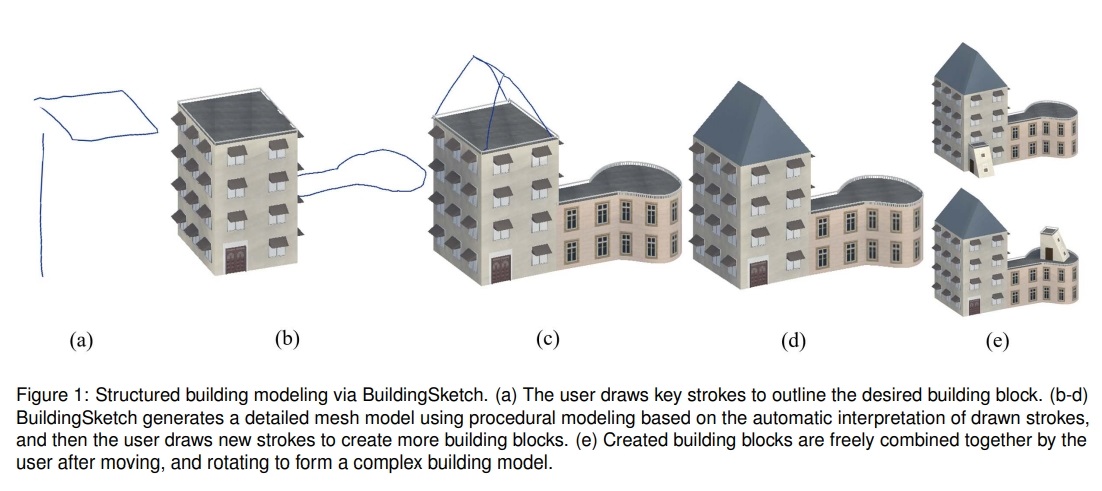 (a)
(b)
(c)
(d)
(e)
Figure 1: Structured building modeling via BuildingSketch. (a) The user draws key strokes to outline the desired building block. (b-d)
BuildingSketch generates a detailed mesh model using procedural modeling based on the automatic interpretation of drawn strokes,
and then the user draws new strokes to create more building blocks. (e) Created building blocks are freely combined together by the
user after moving, and rotating to form a complex building model.